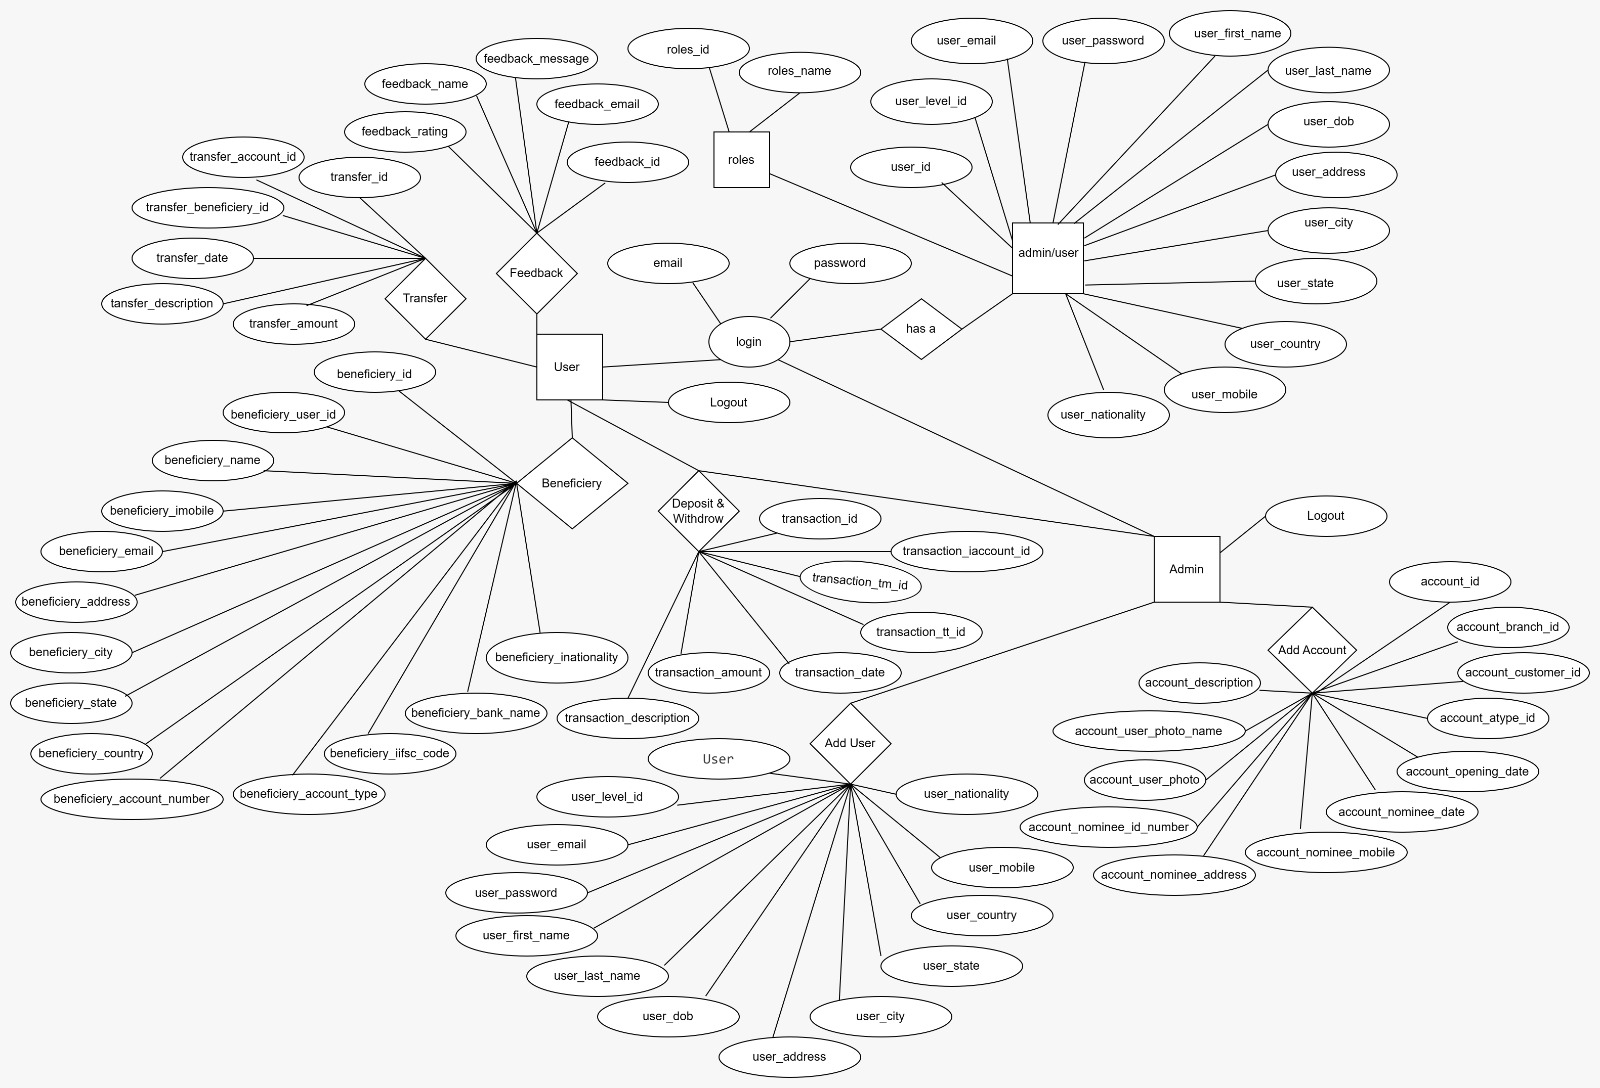 user_first_name
user_email
user_password
roles_id
feedback_message
roles_name
user_last_name
feedback_name
user_level_id
feedback_email
user_dob
feedback_rating
transfer_account_id
feedback_id
roles
user_id
user_address
transfer_id
transfer_beneficiery_id
user_city
transfer_date
email
password
admin/user
Feedback
user_state
tansfer_description
Transfer
transfer_amount
has a
login
user_country
User
beneficiery_id
user_mobile
Logout
beneficiery_user_id
user_nationality
beneficiery_name
Beneficiery
Deposit &
Withdrow
beneficiery_imobile
transaction_id
Logout
beneficiery_email
transaction_iaccount_id
Admin
transaction_tm_id
account_id
beneficiery_address
account_branch_id
transaction_tt_id
beneficiery_city
beneficiery_inationality
Add Account
transaction_amount
transaction_date
account_customer_id
account_description
beneficiery_state
beneficiery_bank_name
transaction_description
account_atype_id
account_user_photo_name
Add User
beneficiery_country
beneficiery_iifsc_code
User
account_opening_date
account_user_photo
beneficiery_account_number
beneficiery_account_type
user_level_id
user_nationality
account_nominee_date
account_nominee_id_number
user_email
account_nominee_mobile
user_mobile
account_nominee_address
user_password
user_country
user_first_name
user_state
user_last_name
user_dob
user_city
user_address